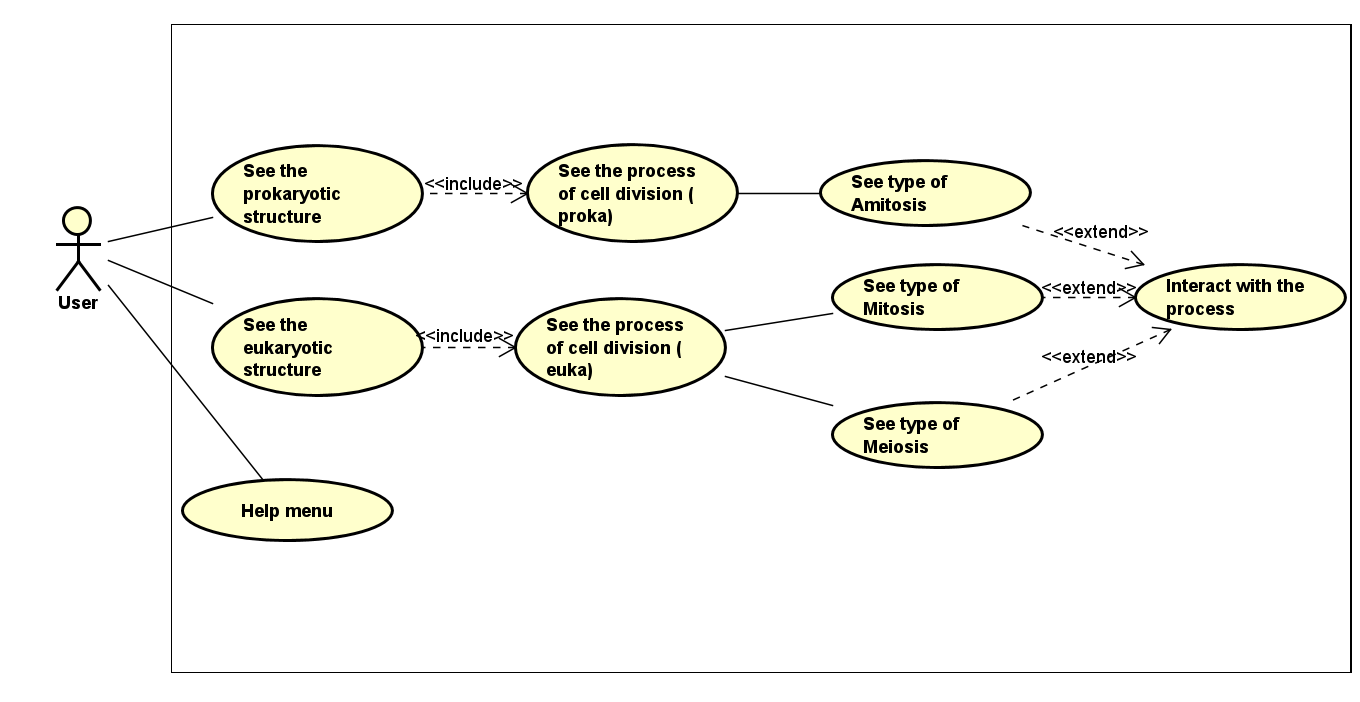 See the
prokaryotic
structure
<<include>>
See the process
of cell division (
proka)
See type of
Amitosis
<<extend>>
User
See the
eukaryotic
structure
<<include>>
See the process
of cell division (
euka)
See type of
Mitosis
<<extend>>
Interact with the
process
<<extend>>
See type of
Meiosis
Help menu